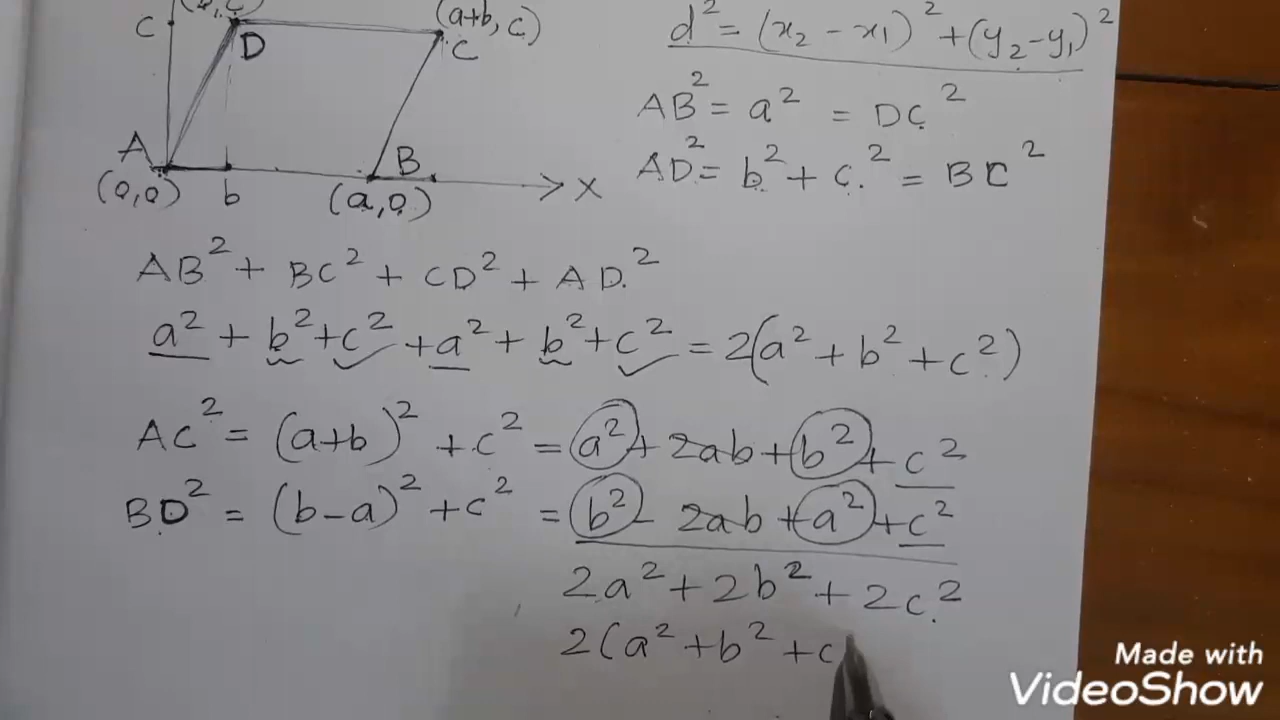 (a+b, c)
C
D
C
A
B
(0,0)
b
(a,0)
X
d² = (x₂ - x₁)² + (y₂ - y₁)²
AB² = a² = DC²
AD² = b² + c² = BC²
AB² + BC² + CD² + AD²
a² + b² + c² + a² + b² + c² = 2(a² + b² + c²)
AC² = (a+b)² + c² = a² + 2ab + b² + c²
BD² = (b-a)² + c² = b² - 2ab + a² + c²
2a² + 2b² + 2c²
2(a² + b² + c
Made with
VideoShow